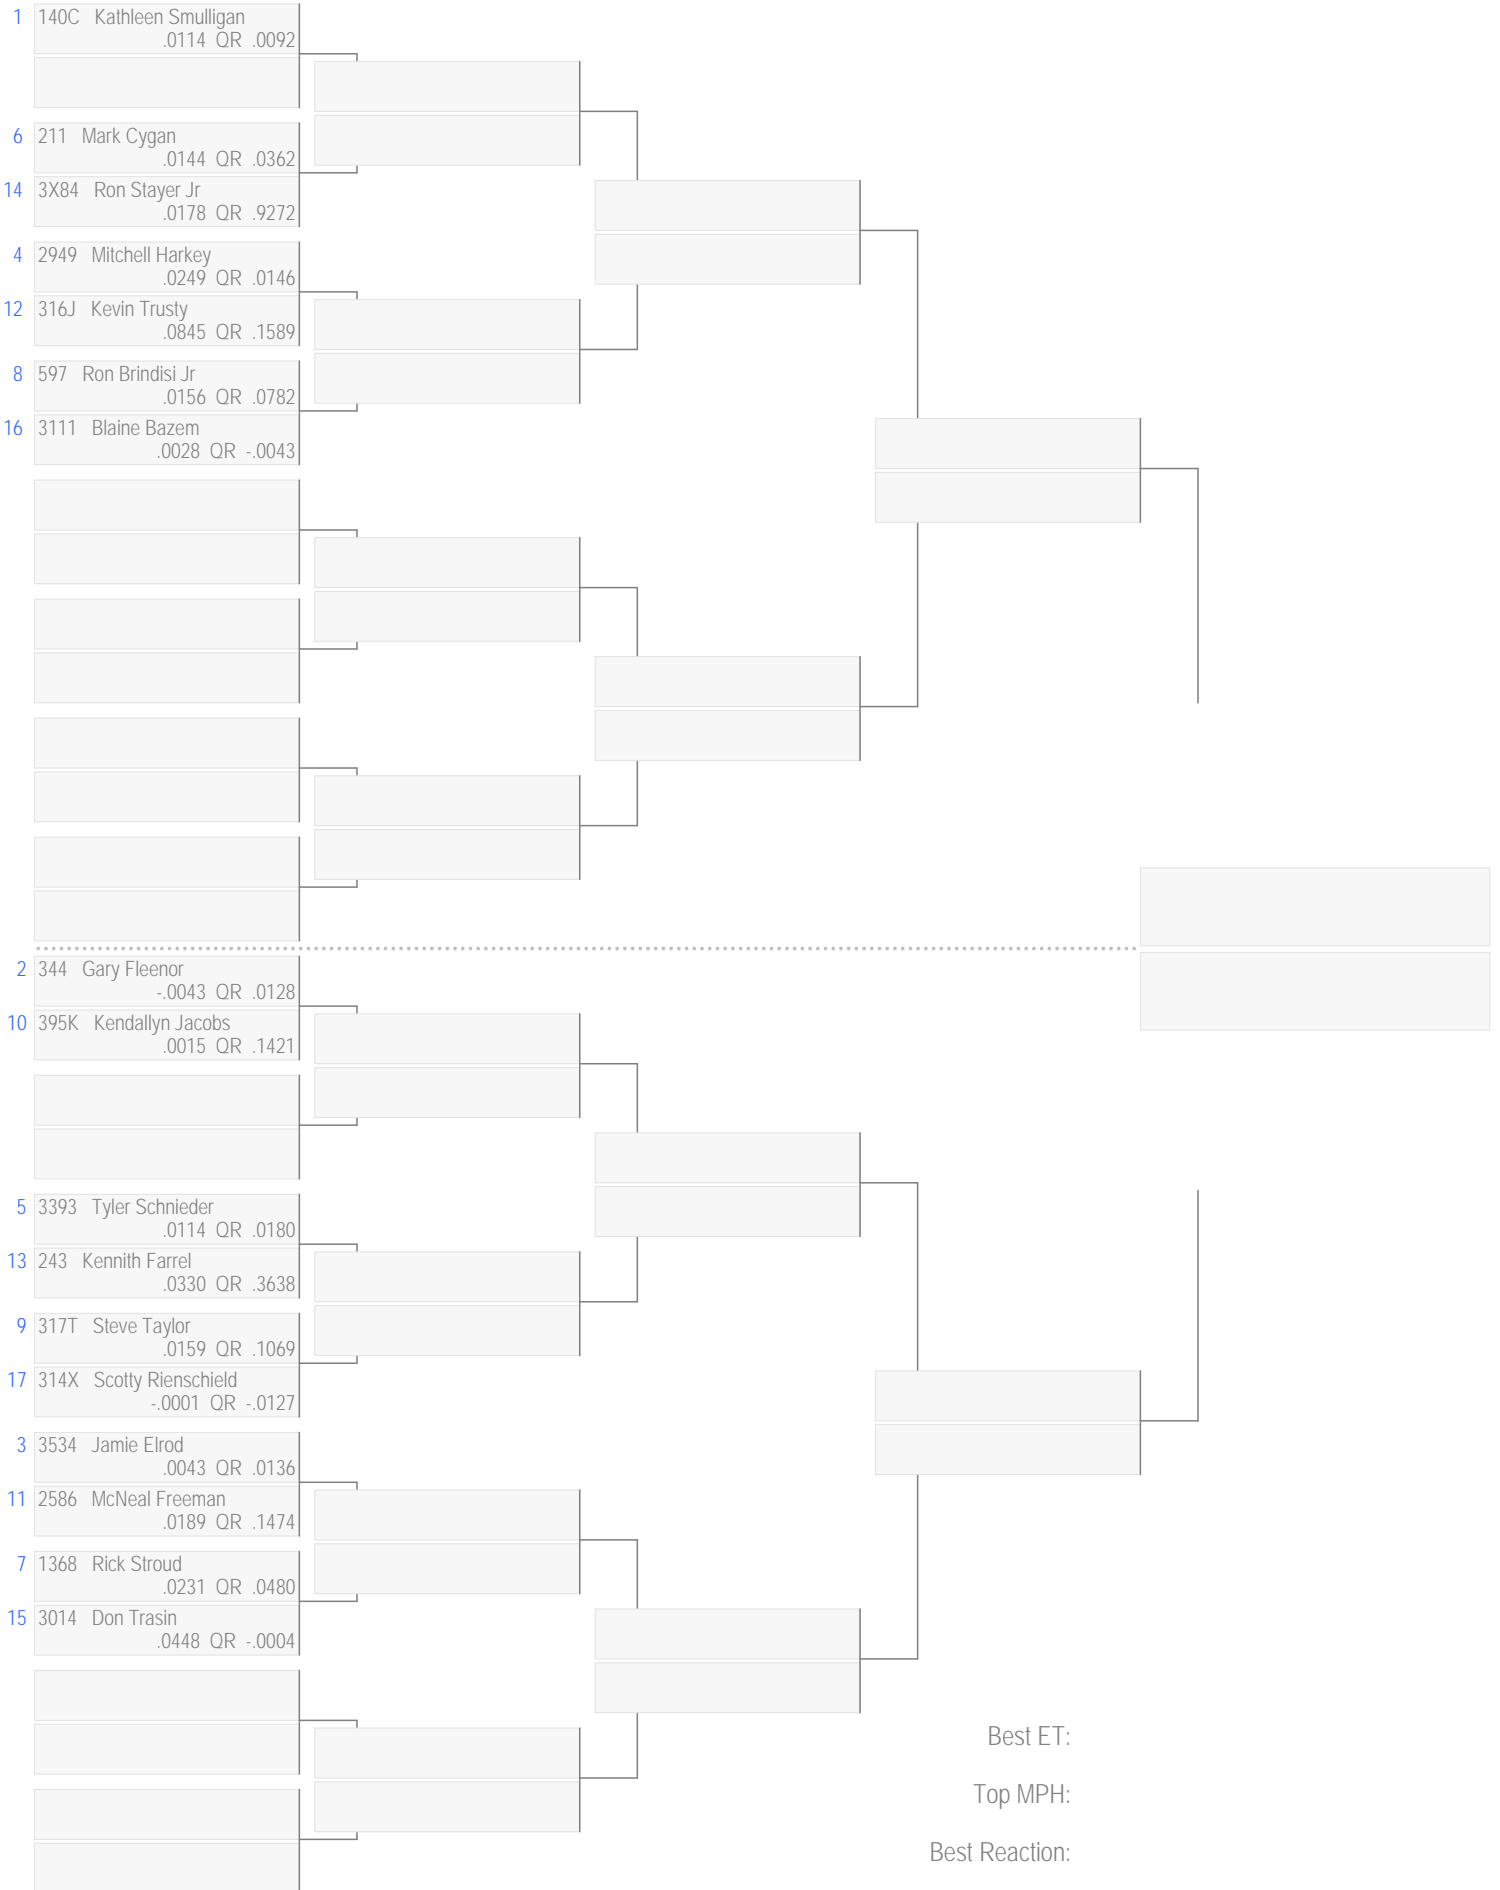 1 140C Kathleen Smulligan
.0114 QR .0092
6 211 Mark Cygan
.0144 QR .0362
14 3X84 Ron Stayer Jr
.0178 QR .9272
4 2949 Mitchell Harkey
.0249 QR .0146
12 316J Kevin Trusty
.0845 QR .1589
8 597 Ron Brindisi Jr
.0156 QR .0782
16 3111 Blaine Bazem
.0028 QR -.0043
2 344 Gary Fleenor
-.0043 QR .0128
10 395K Kendallyn Jacobs
.0015 QR .1421
5 3393 Tyler Schnieder
.0114 QR .0180
13 243 Kennith Farrel
.0330 QR .3638
9 317T Steve Taylor
.0159 QR .1069
17 314X Scotty Rienschield
-.0001 QR -.0127
3 3534 Jamie Elrod
.0043 QR .0136
11 2586 McNeal Freeman
.0189 QR .1474
7 1368 Rick Stroud
.0231 QR .0480
15 3014 Don Trasin
.0448 QR -.0004
Best ET:
Top MPH:
Best Reaction: